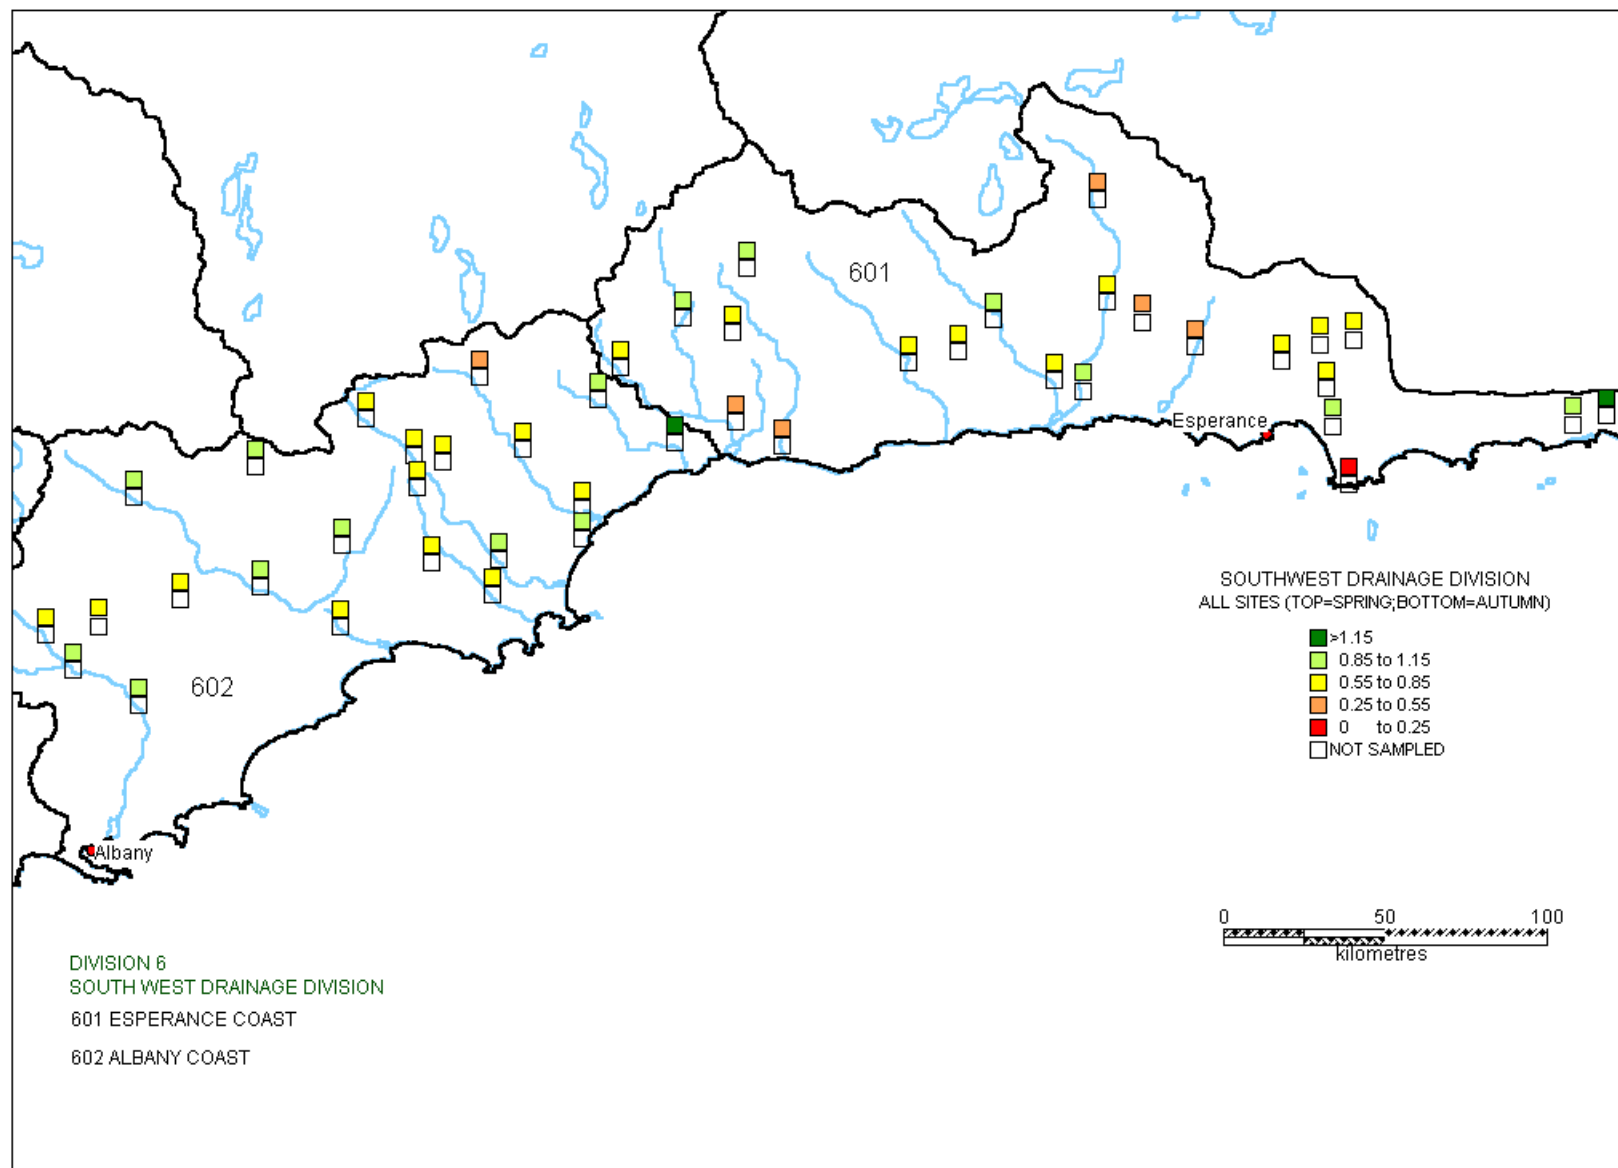 601
Esperance
SOUTHWEST DRAINAGE DIVISION
ALL SITES (TOP=SPRING;BOTTOM=AUTUMN)
>1.15
0.85 to 1.15
0.55 to 0.85
0.25 to 0.55
0 to 0.25
NOT SAMPLED
602
Albany
0 50 100
kilometres
DIVISION 6
SOUTH WEST DRAINAGE DIVISION
601 ESPERANCE COAST
602 ALBANY COAST